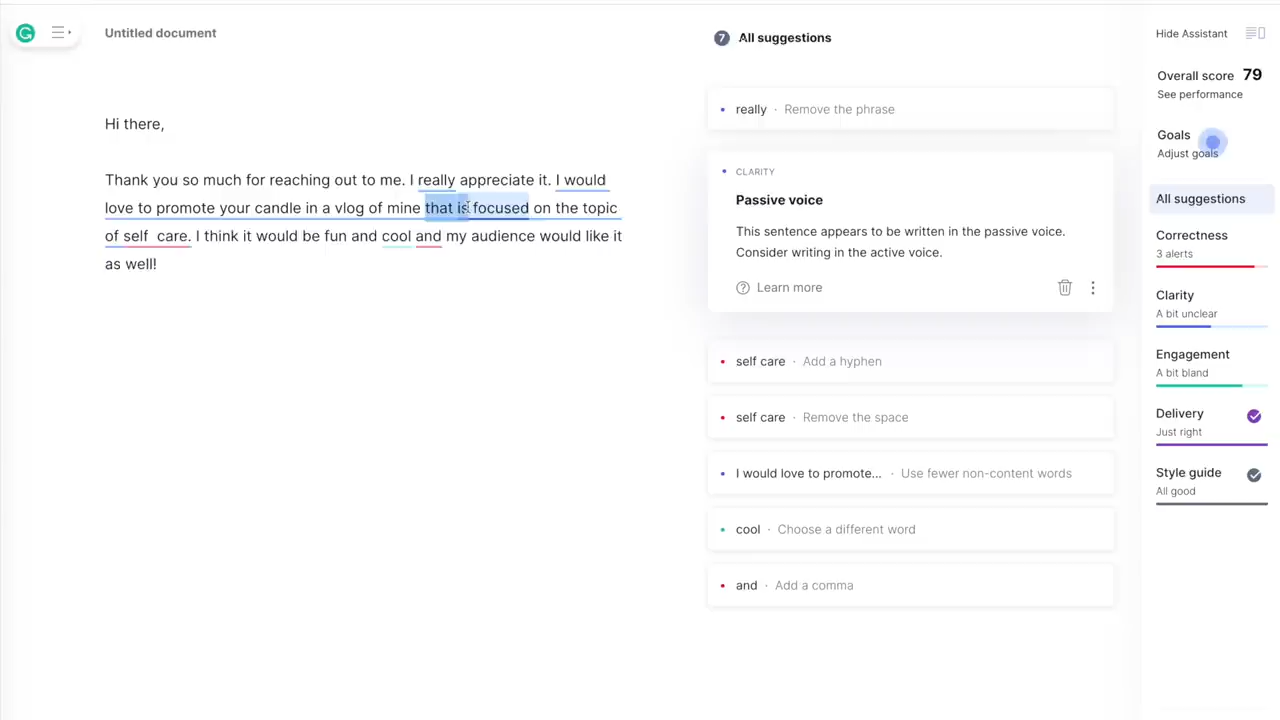 Untitled document
Hi there,
Thank you so much for reaching out to me. I really appreciate it. I would
love to promote your candle in a vlog of mine that is focused on the topic
of self  care. I think it would be fun and cool and my audience would like it
as well!
7 All suggestions
really · Remove the phrase
CLARITY
Passive voice
This sentence appears to be written in the passive voice.
Consider writing in the active voice.
Learn more
self care · Add a hyphen
self care · Remove the space
I would love to promote... · Use fewer non-content words
cool · Choose a different word
and · Add a comma
Hide Assistant
Overall score 79
See performance
Goals
Adjust goals
All suggestions
Correctness
3 alerts
Clarity
A bit unclear
Engagement
A bit bland
Delivery
Just right
Style guide
All good